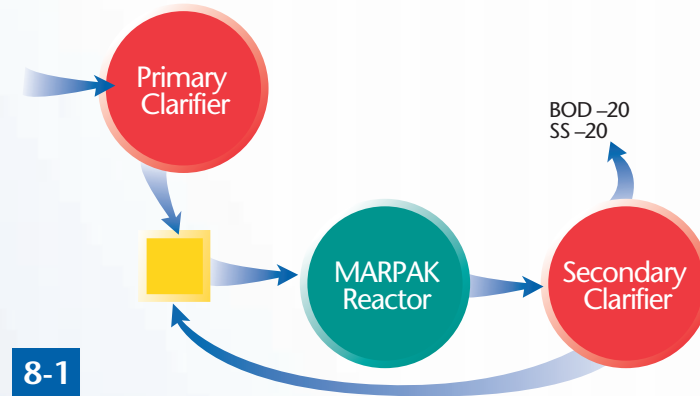 Primary
Clarifier
BOD –20
SS –20
MARPAK
Reactor
Secondary
Clarifier
8-1